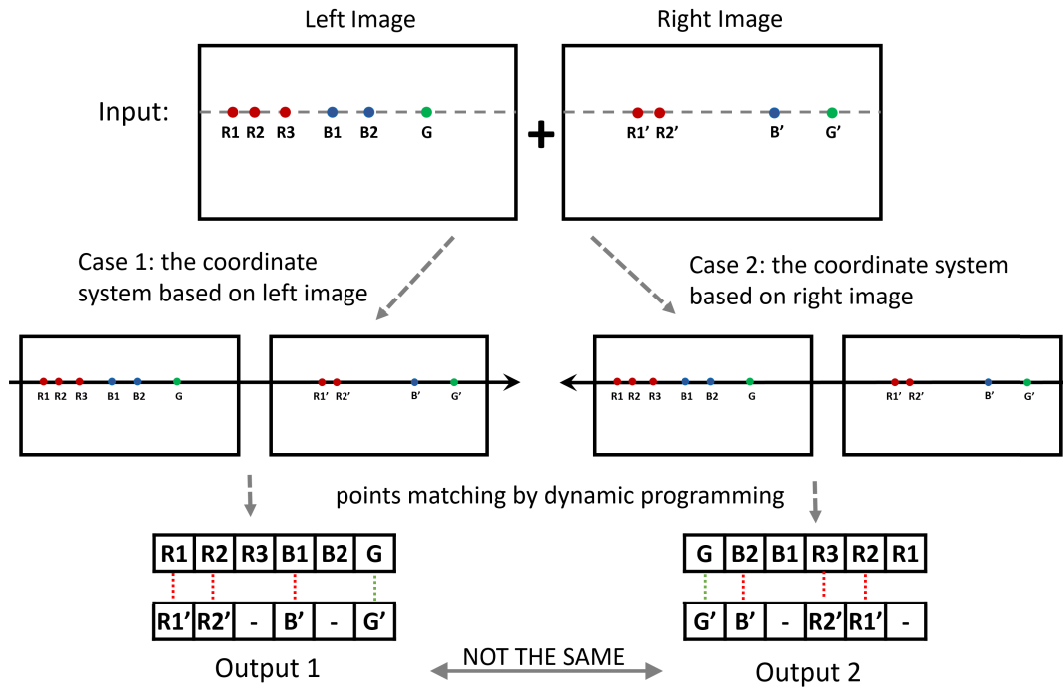 Left Image
Right Image
Input:
R1 R2 R3 B1 B2 G
+
R1’ R2’ B’ G’
Case 1: the coordinate
system based on left image
Case 2: the coordinate system
based on right image
R1 R2 R3 B1 B2 G
R1’ R2’ B’ G’
R1 R2 R3 B1 B2 G
R1’ R2’ B’ G’
points matching by dynamic programming
R1 R2 R3 B1 B2 G
R1’ R2’ - B’ - G’
Output 1
G B2 B1 R3 R2 R1
G’ B’ - R2’ R1’ -
Output 2
NOT THE SAME